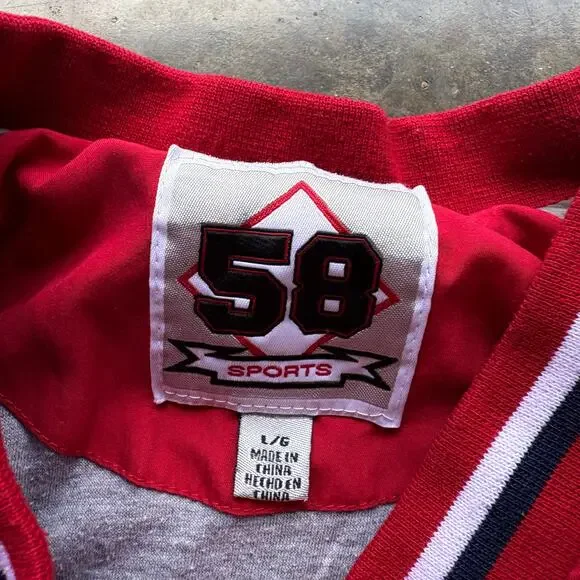 58
SPORTS
L/G
MADE IN
CHINA
HECHO EN
CHINA